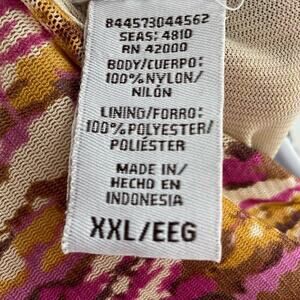 844573044562
SEAS: 4810
RN 42000
BODY/CUERPO:
100%NYLON/
NILÓN
LINING/FORRO:
100%POLYESTER/
POLIÉSTER
MADE IN/
HECHO EN
INDONESIA
XXL/EEG